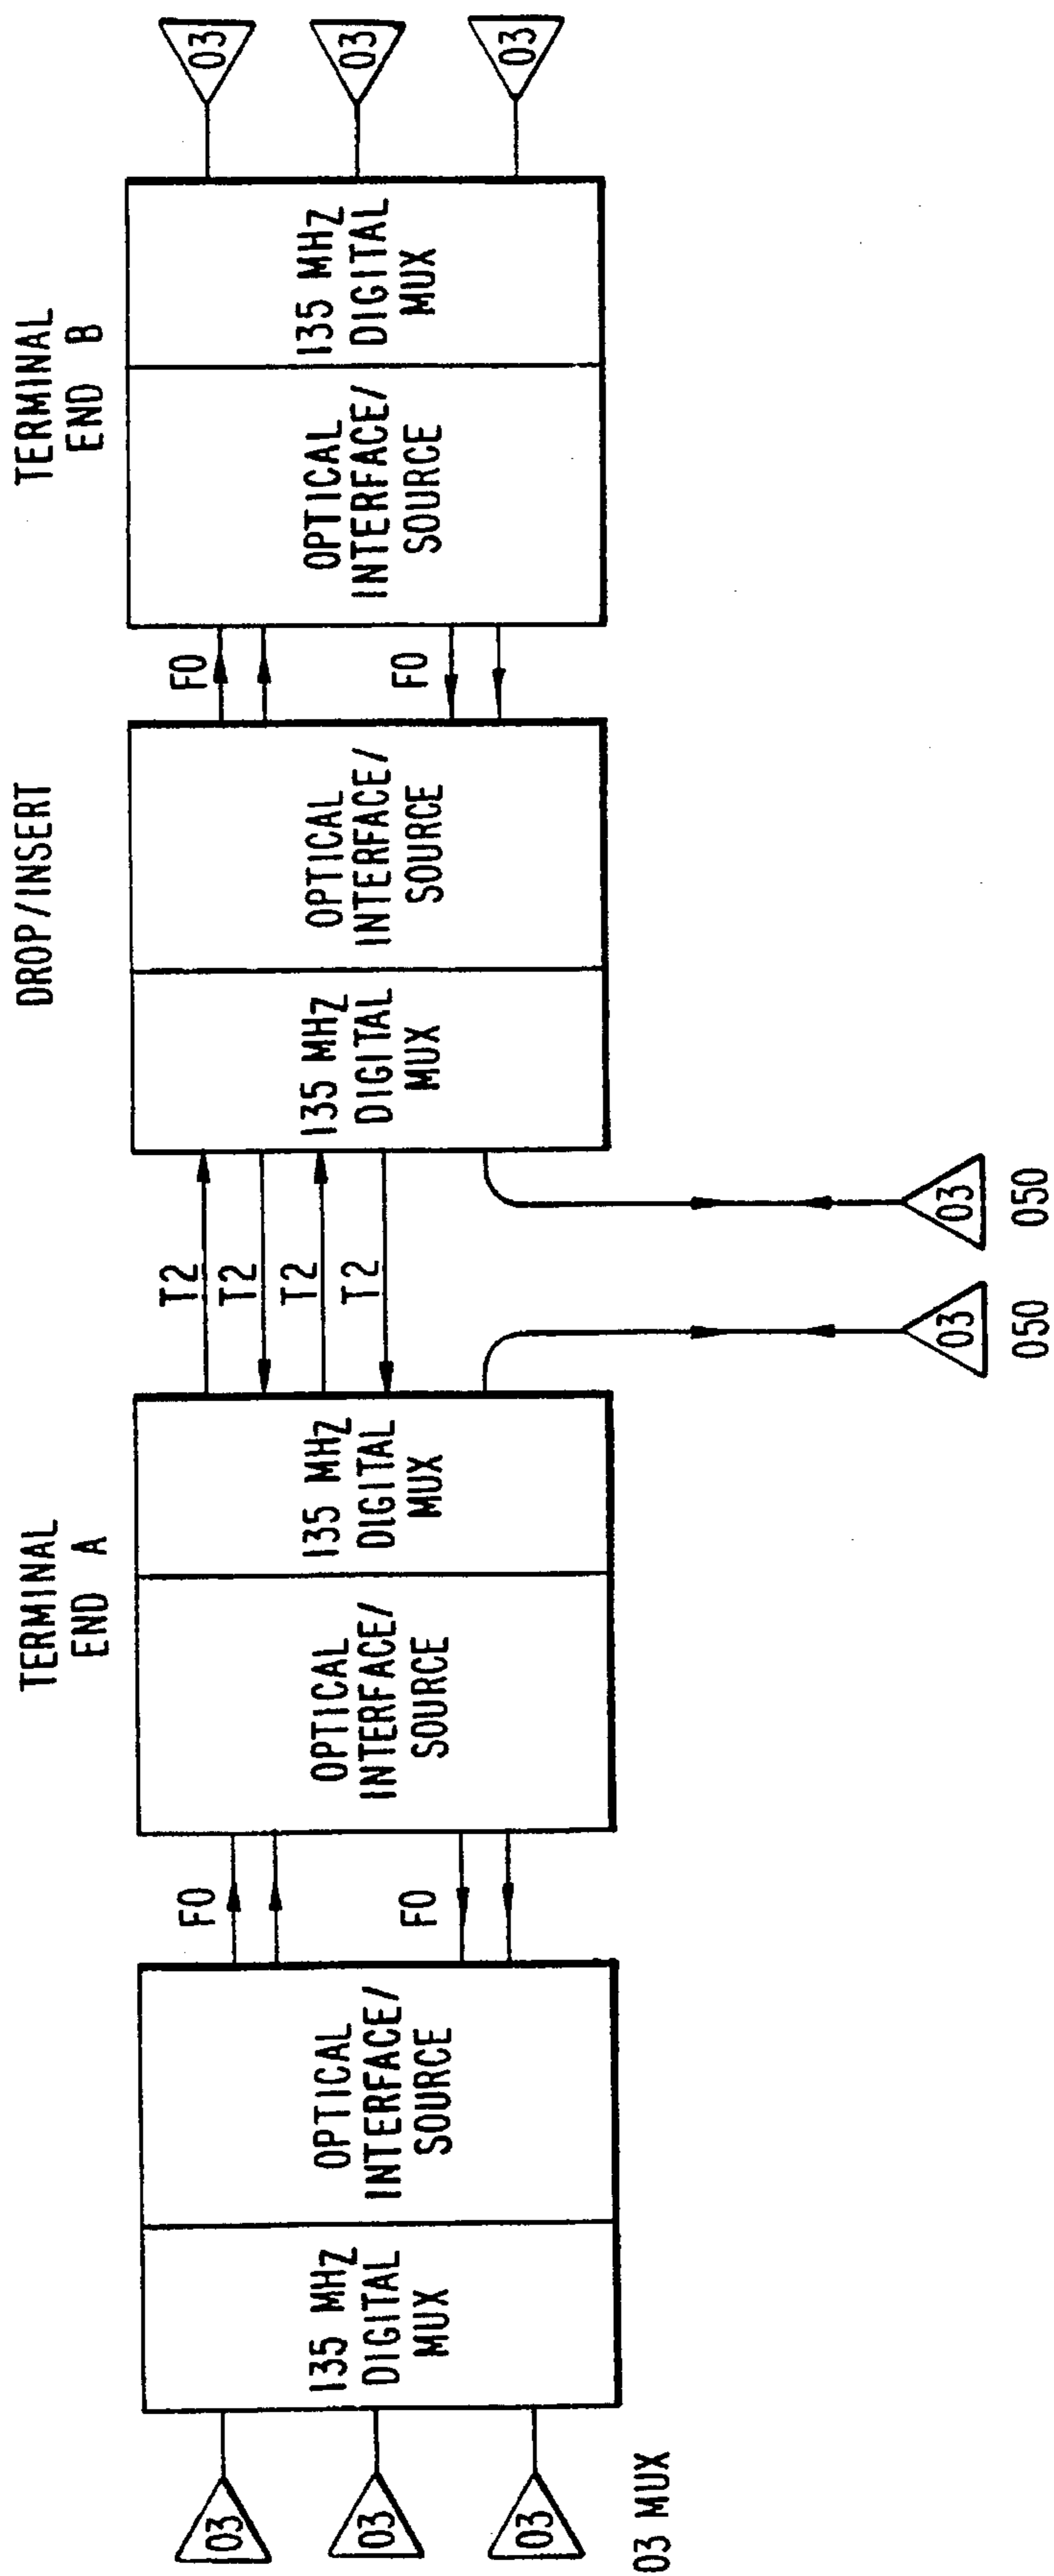 TERMINAL
END A
DROP/INSERT
TERMINAL
END B
03
03
03
03 MUX
135 MHZ
DIGITAL
MUX
OPTICAL
INTERFACE/
SOURCE
FO
FO
OPTICAL
INTERFACE/
SOURCE
135 MHZ
DIGITAL
MUX
T2
T2
T2
T2
03
050
03
050
135 MHZ
DIGITAL
MUX
OPTICAL
INTERFACE/
SOURCE
FO
FO
OPTICAL
INTERFACE/
SOURCE
135 MHZ
DIGITAL
MUX
03
03
03